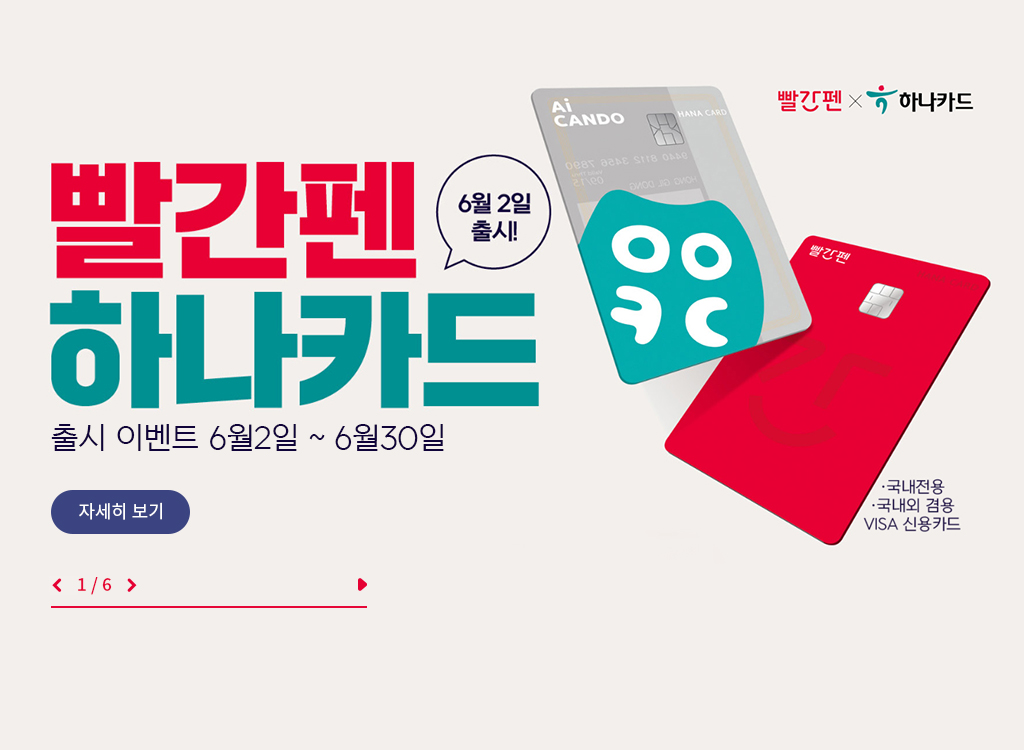 빨간펜 × 하나카드
Ai
CANDO
HANA CARD
6월 2일
출시!
빨간펜
하나카드
빨간펜
출시 이벤트 6월2일 ~ 6월30일
·국내전용
·국내외 겸용
VISA 신용카드
자세히 보기
1 / 6